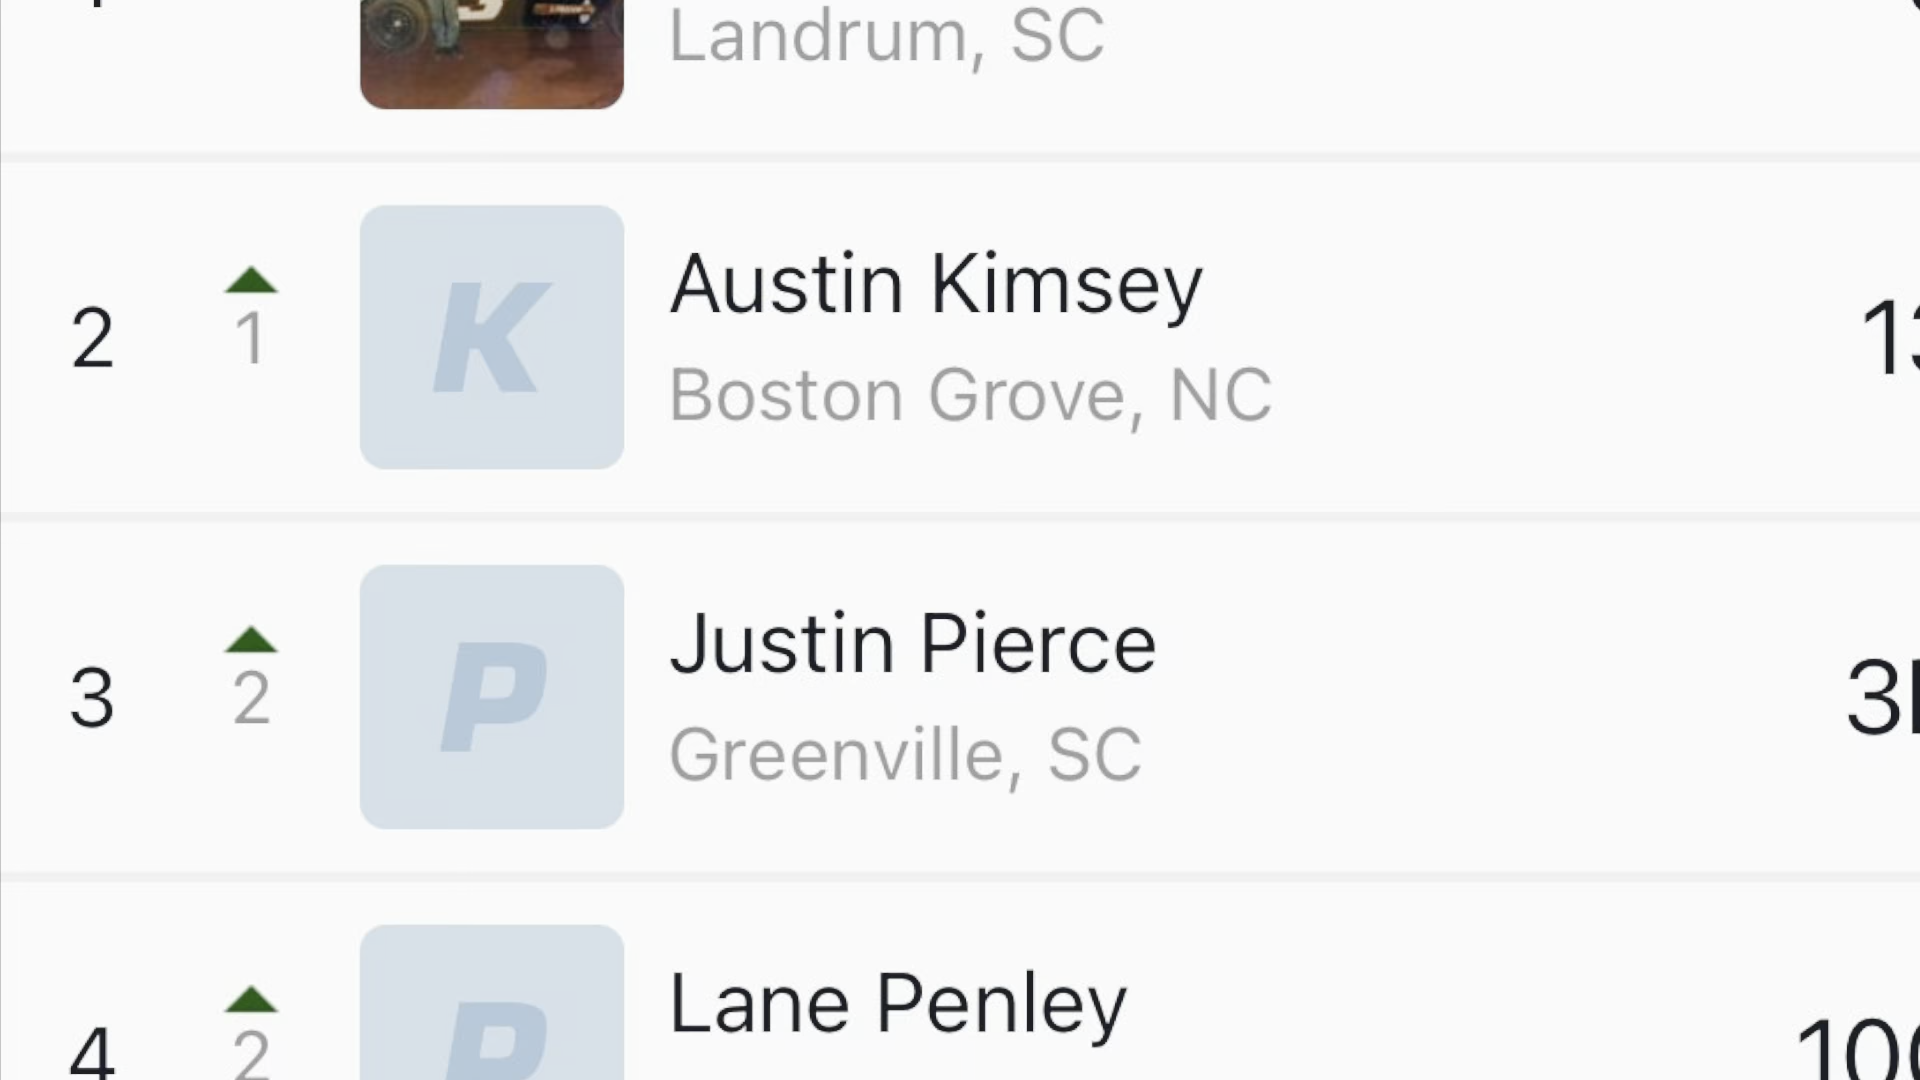 Landrum, SC
2
1
K
Austin Kimsey
Boston Grove, NC
3
2
P
Justin Pierce
Greenville, SC
3
4
2
P
Lane Penley